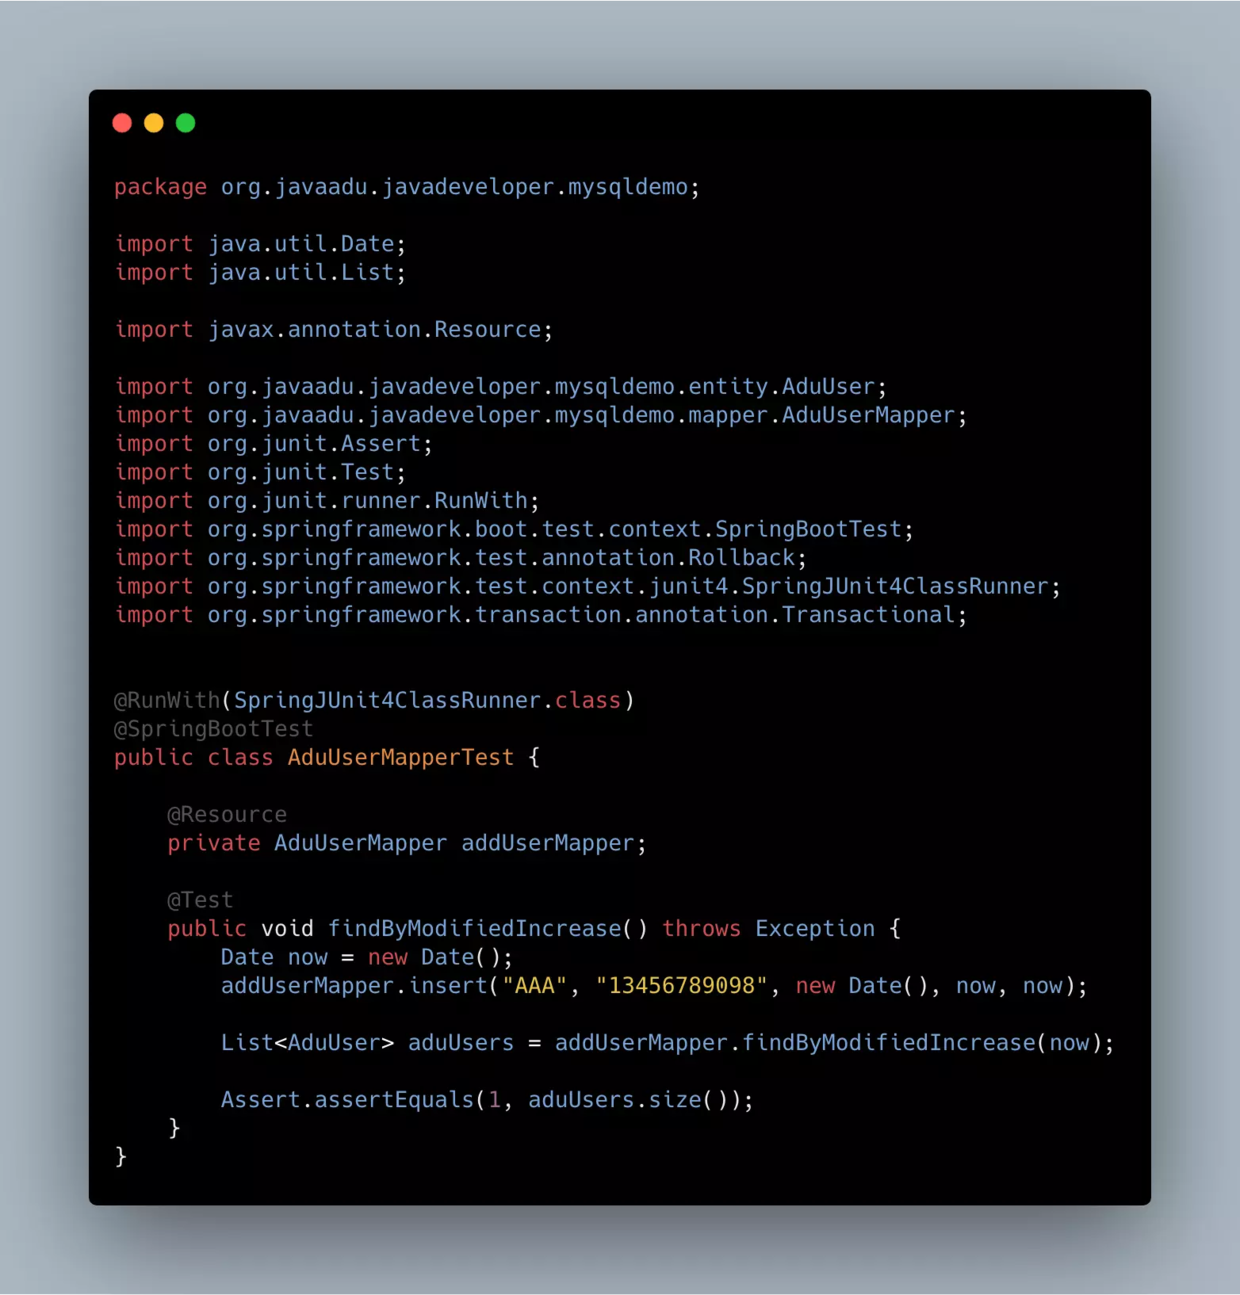 package org.javaadu.javadeveloper.mysqldemo;

import java.util.Date;
import java.util.List;

import javax.annotation.Resource;

import org.javaadu.javadeveloper.mysqldemo.entity.AduUser;
import org.javaadu.javadeveloper.mysqldemo.mapper.AduUserMapper;
import org.junit.Assert;
import org.junit.Test;
import org.junit.runner.RunWith;
import org.springframework.boot.test.context.SpringBootTest;
import org.springframework.test.annotation.Rollback;
import org.springframework.test.context.junit4.SpringJUnit4ClassRunner;
import org.springframework.transaction.annotation.Transactional;


@RunWith(SpringJUnit4ClassRunner.class)
@SpringBootTest
public class AduUserMapperTest {

    @Resource
    private AduUserMapper addUserMapper;

    @Test
    public void findByModifiedIncrease() throws Exception {
        Date now = new Date();
        addUserMapper.insert("AAA", "13456789098", new Date(), now, now);

        List<AduUser> aduUsers = addUserMapper.findByModifiedIncrease(now);

        Assert.assertEquals(1, aduUsers.size());
    }
}